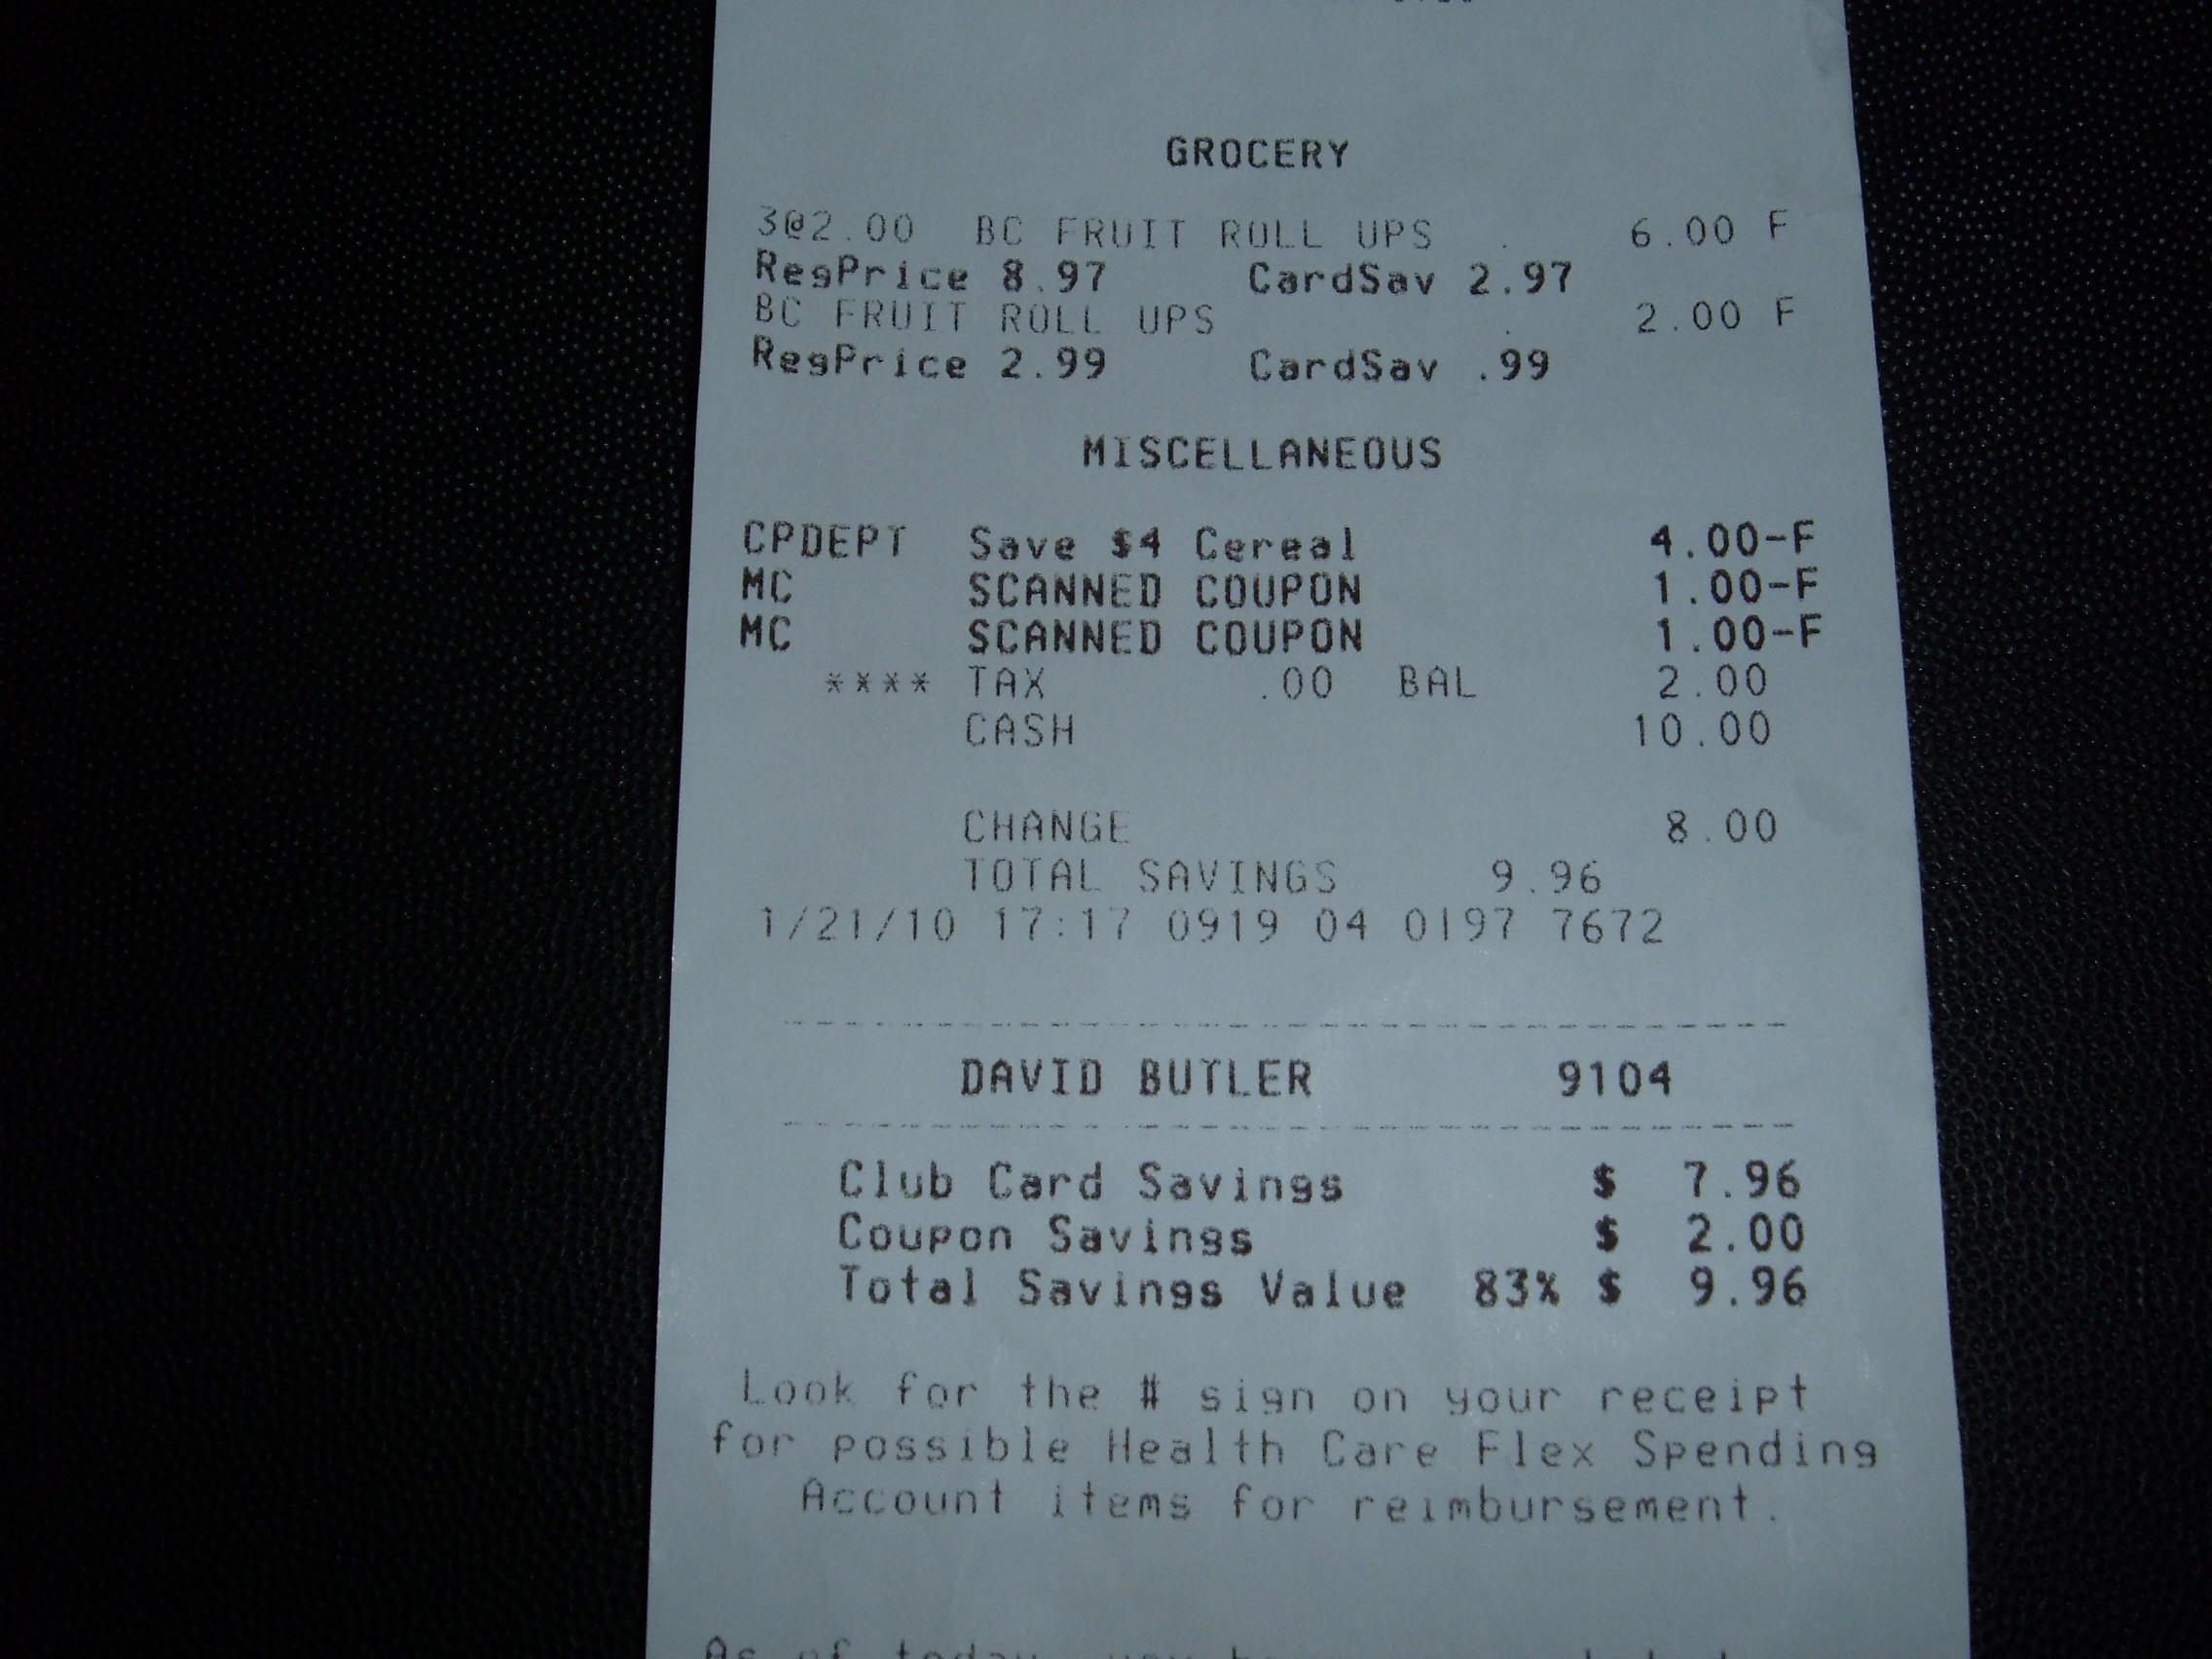 GROCERY
3@2.00 BC FRUIT ROLL UPS . 6.00 F
RegPrice 8.97 CardSav 2.97
BC FRUIT ROLL UPS . 2.00 F
RegPrice 2.99 CardSav .99
MISCELLANEOUS
CPDEPT Save $4 Cereal 4.00-F
MC SCANNED COUPON 1.00-F
MC SCANNED COUPON 1.00-F
**** TAX .00 BAL 2.00
CASH 10.00
CHANGE 8.00
TOTAL SAVINGS 9.96
1/21/10 17:17 0919 04 0197 7672
DAVID BUTLER 9104
Club Card Savings $ 7.96
Coupon Savings $ 2.00
Total Savings Value 83% $ 9.96
Look for the # sign on your receipt
for possible Health Care Flex Spending
Account items for reimbursement.
As of today, you